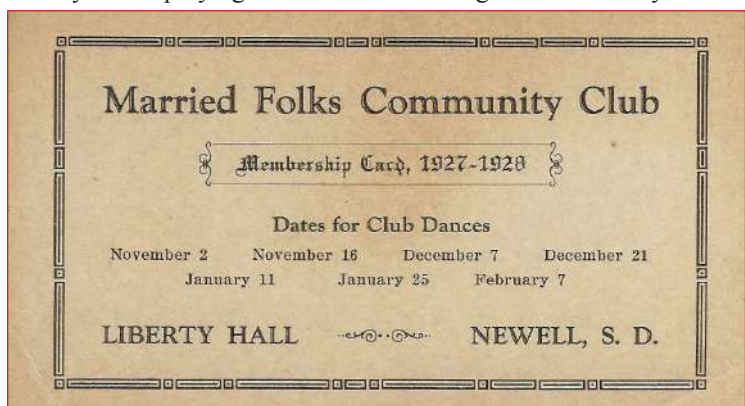 Married Folks Community Club
Membership Card, 1927-1928
Dates for Club Dances
November 2 November 16 December 7 December 21
January 11 January 25 February 7
LIBERTY HALL NEWELL, S. D.